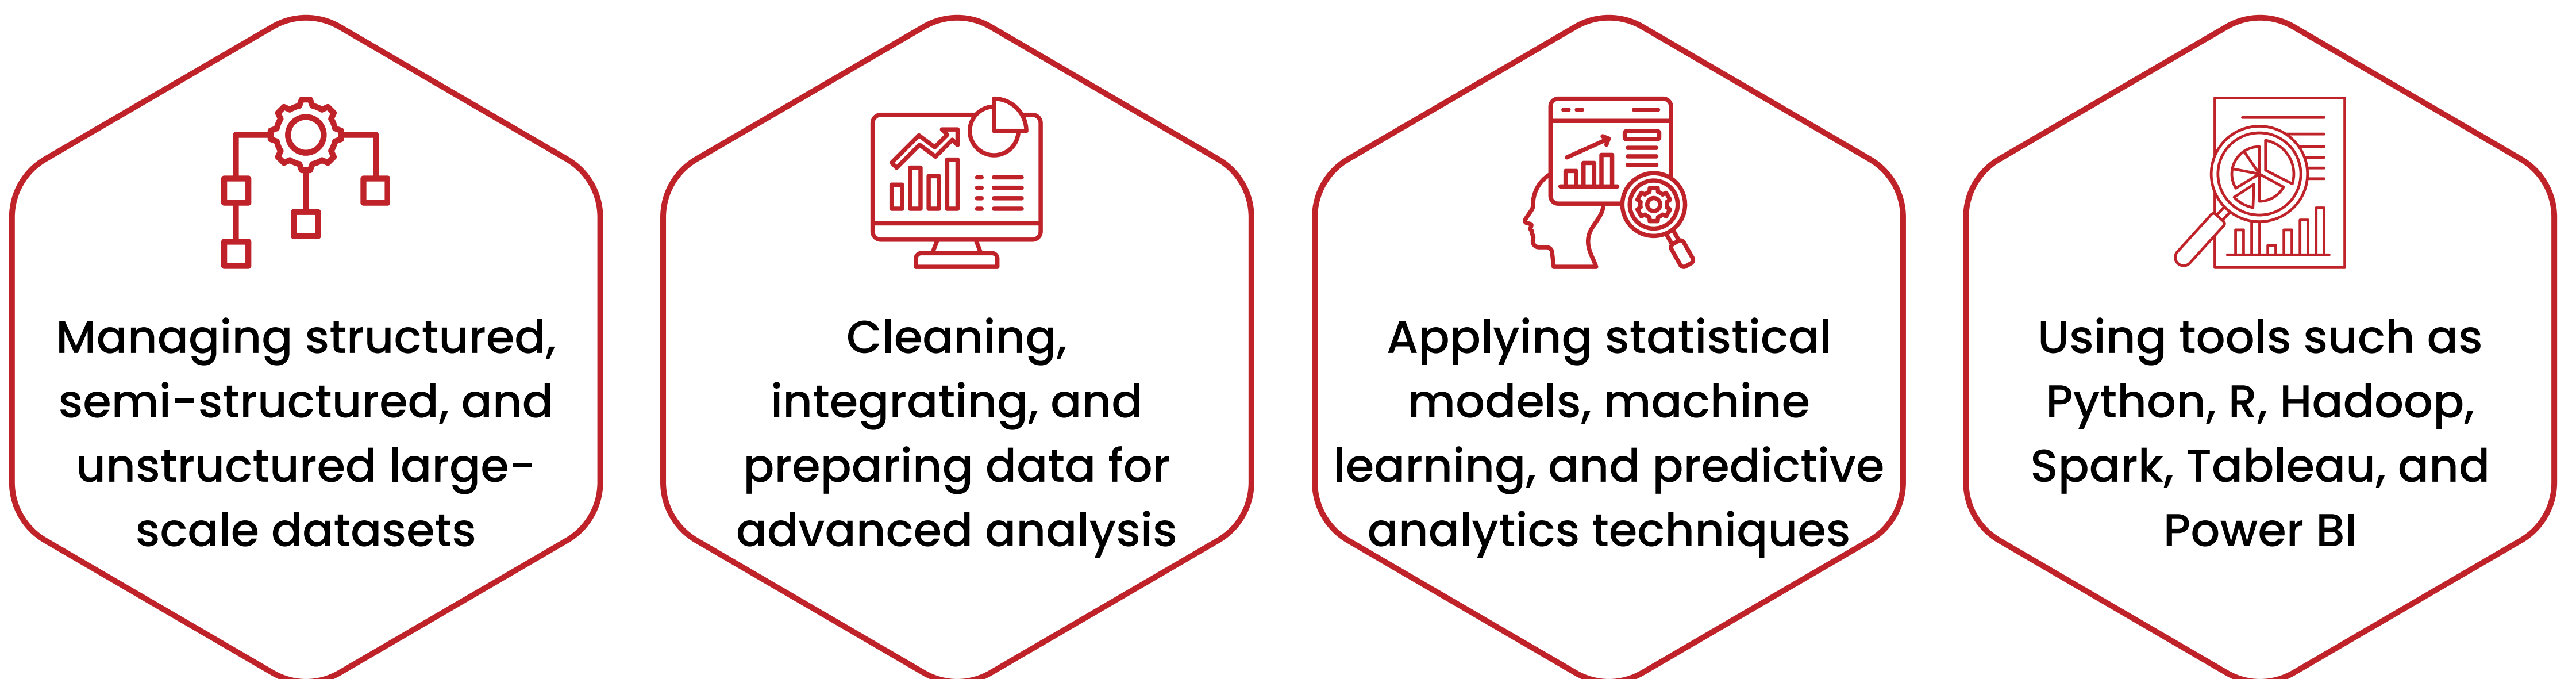 Managing structured,
semi-structured, and
unstructured large-
scale datasets
Cleaning,
integrating, and
preparing data for
advanced analysis
Applying statistical
models, machine
learning, and predictive
analytics techniques
Using tools such as
Python, R, Hadoop,
Spark, Tableau, and
Power BI